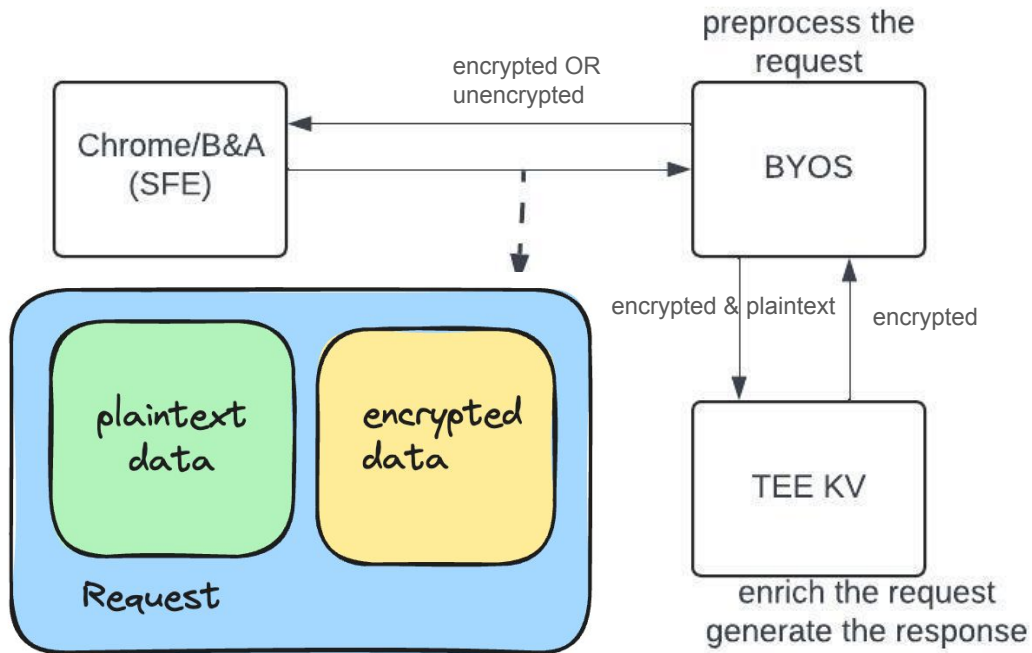 preprocess the
request
encrypted OR
unencrypted
Chrome/B&A
(SFE)
BYOS
encrypted & plaintext
encrypted
plaintext
data
encrypted
data
Request
TEE KV
enrich the request
generate the response